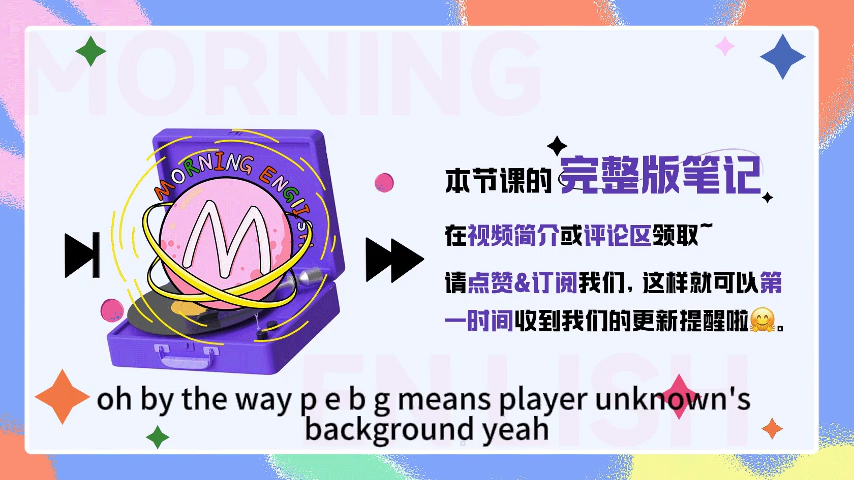 MORNING
MORNING ENGLISH
M
本节课的 完整版笔记
在视频简介或评论区领取~
请点赞&订阅我们，这样就可以第
一时间收到我们的更新提醒啦🤗。
oh by the way p e b g means player unknown's
background yeah